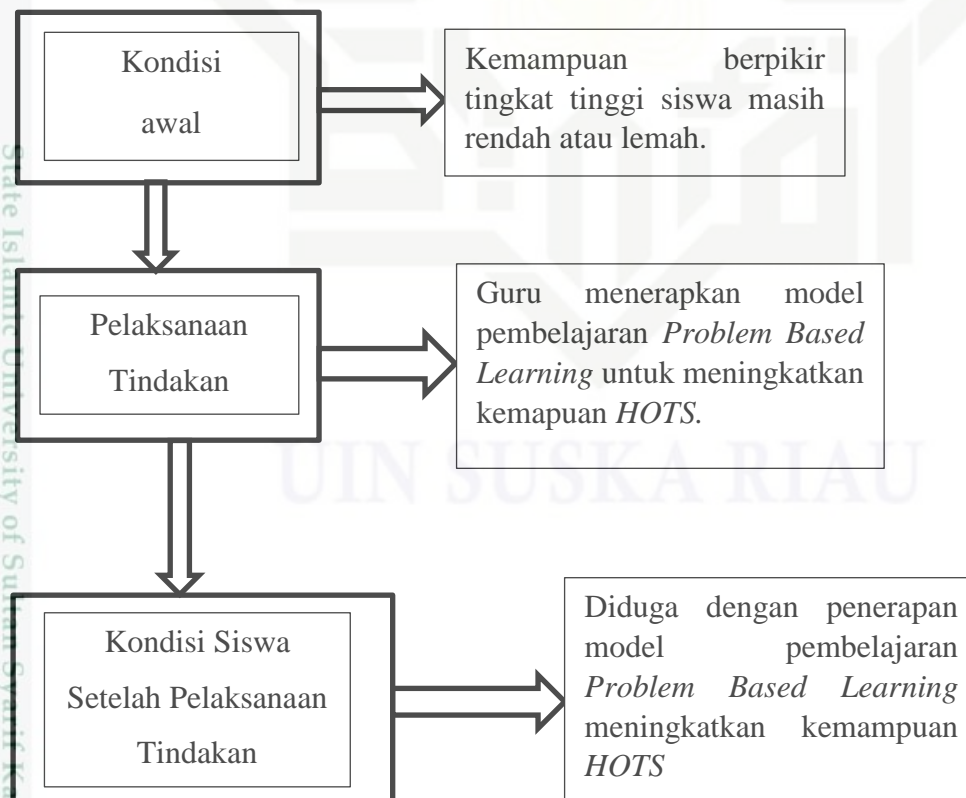 Kondisi
awal
Kemampuan berpikir
tingkat tinggi siswa masih
rendah atau lemah.
Pelaksanaan
Tindakan
Guru menerapkan model
pembelajaran Problem Based
Learning untuk meningkatkan
kemapuan HOTS.
Kondisi Siswa
Setelah Pelaksanaan
Tindakan
Diduga dengan penerapan
model pembelajaran
Problem Based Learning
meningkatkan kemampuan
HOTS
UIN SUSKA RIAU
State Islamic University of Sultan Syarif Ka